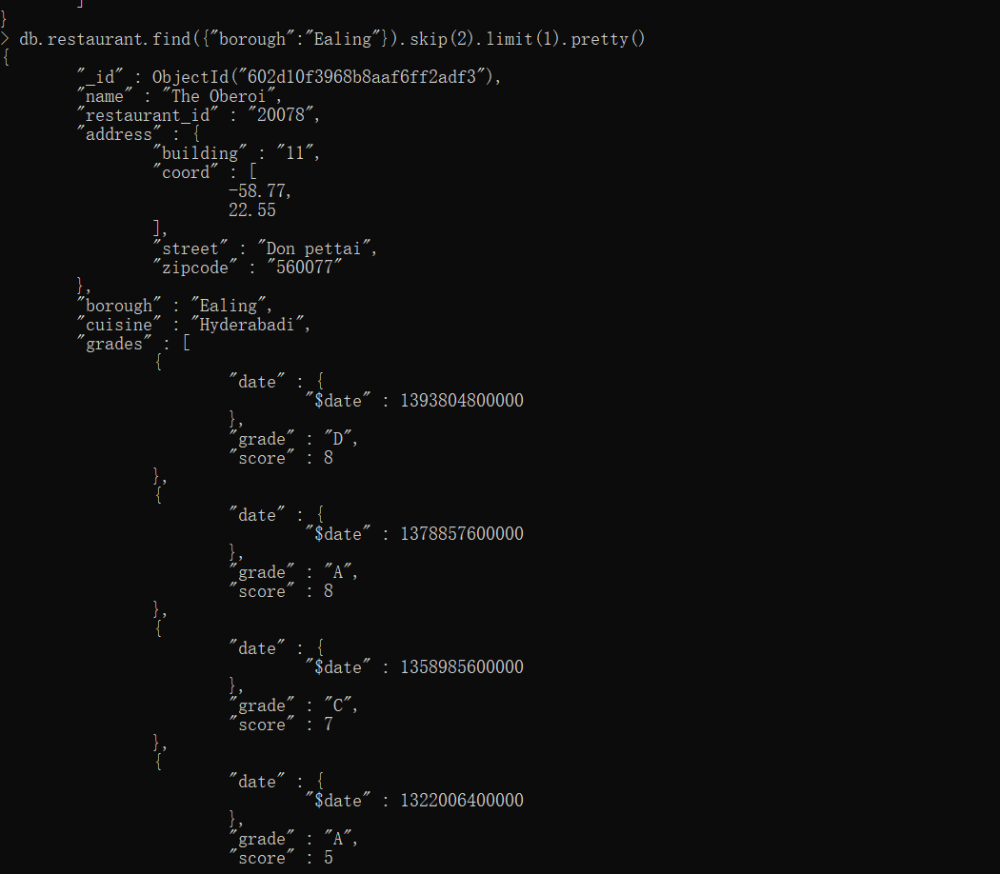 ]
}
> db.restaurant.find({"borough":"Ealing"}).skip(2).limit(1).pretty()
{
        "_id" : ObjectId("602d10f3968b8aaf6ff2adf3"),
        "name" : "The Oberoi",
        "restaurant_id" : "20078",
        "address" : {
                "building" : "11",
                "coord" : [
                        -58.77,
                        22.55
                ],
                "street" : "Don pettai",
                "zipcode" : "560077"
        },
        "borough" : "Ealing",
        "cuisine" : "Hyderabadi",
        "grades" : [
                {
                        "date" : {
                                "$date" : 1393804800000
                        },
                        "grade" : "D",
                        "score" : 8
                },
                {
                        "date" : {
                                "$date" : 1378857600000
                        },
                        "grade" : "A",
                        "score" : 8
                },
                {
                        "date" : {
                                "$date" : 1358985600000
                        },
                        "grade" : "C",
                        "score" : 7
                },
                {
                        "date" : {
                                "$date" : 1322006400000
                        },
                        "grade" : "A",
                        "score" : 5